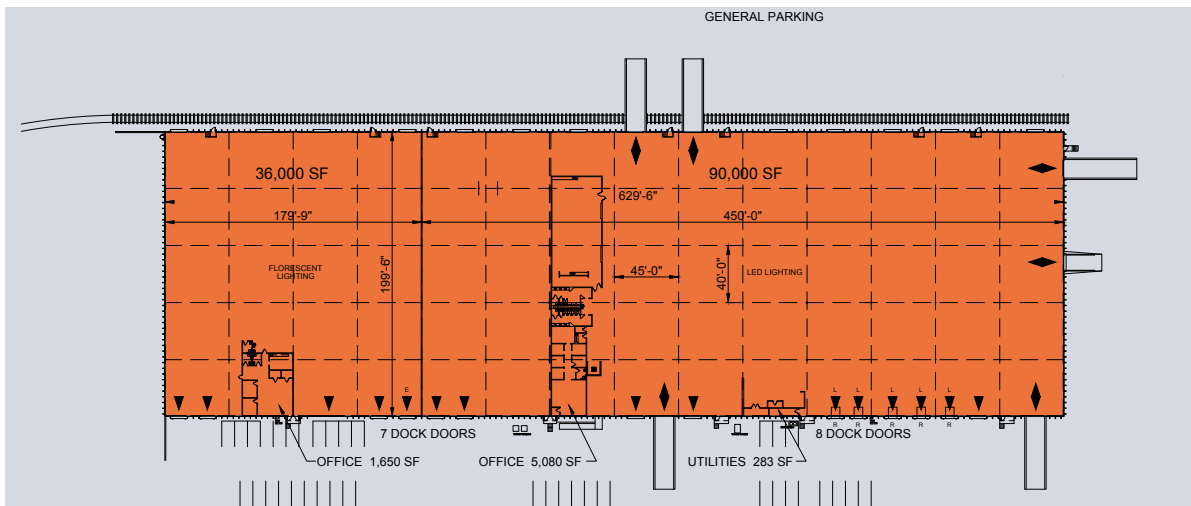 GENERAL PARKING
36,000 SF
90,000 SF
629'-6"
179'-9"
450'-0"
199'-6"
FLORESCENT
LIGHTING
45'-0"
40'-0"
LED LIGHTING
E
L
L
L
L
L
R
R
R
R
R
7 DOCK DOORS
8 DOCK DOORS
OFFICE 1,650 SF
OFFICE 5,080 SF
UTILITIES 283 SF